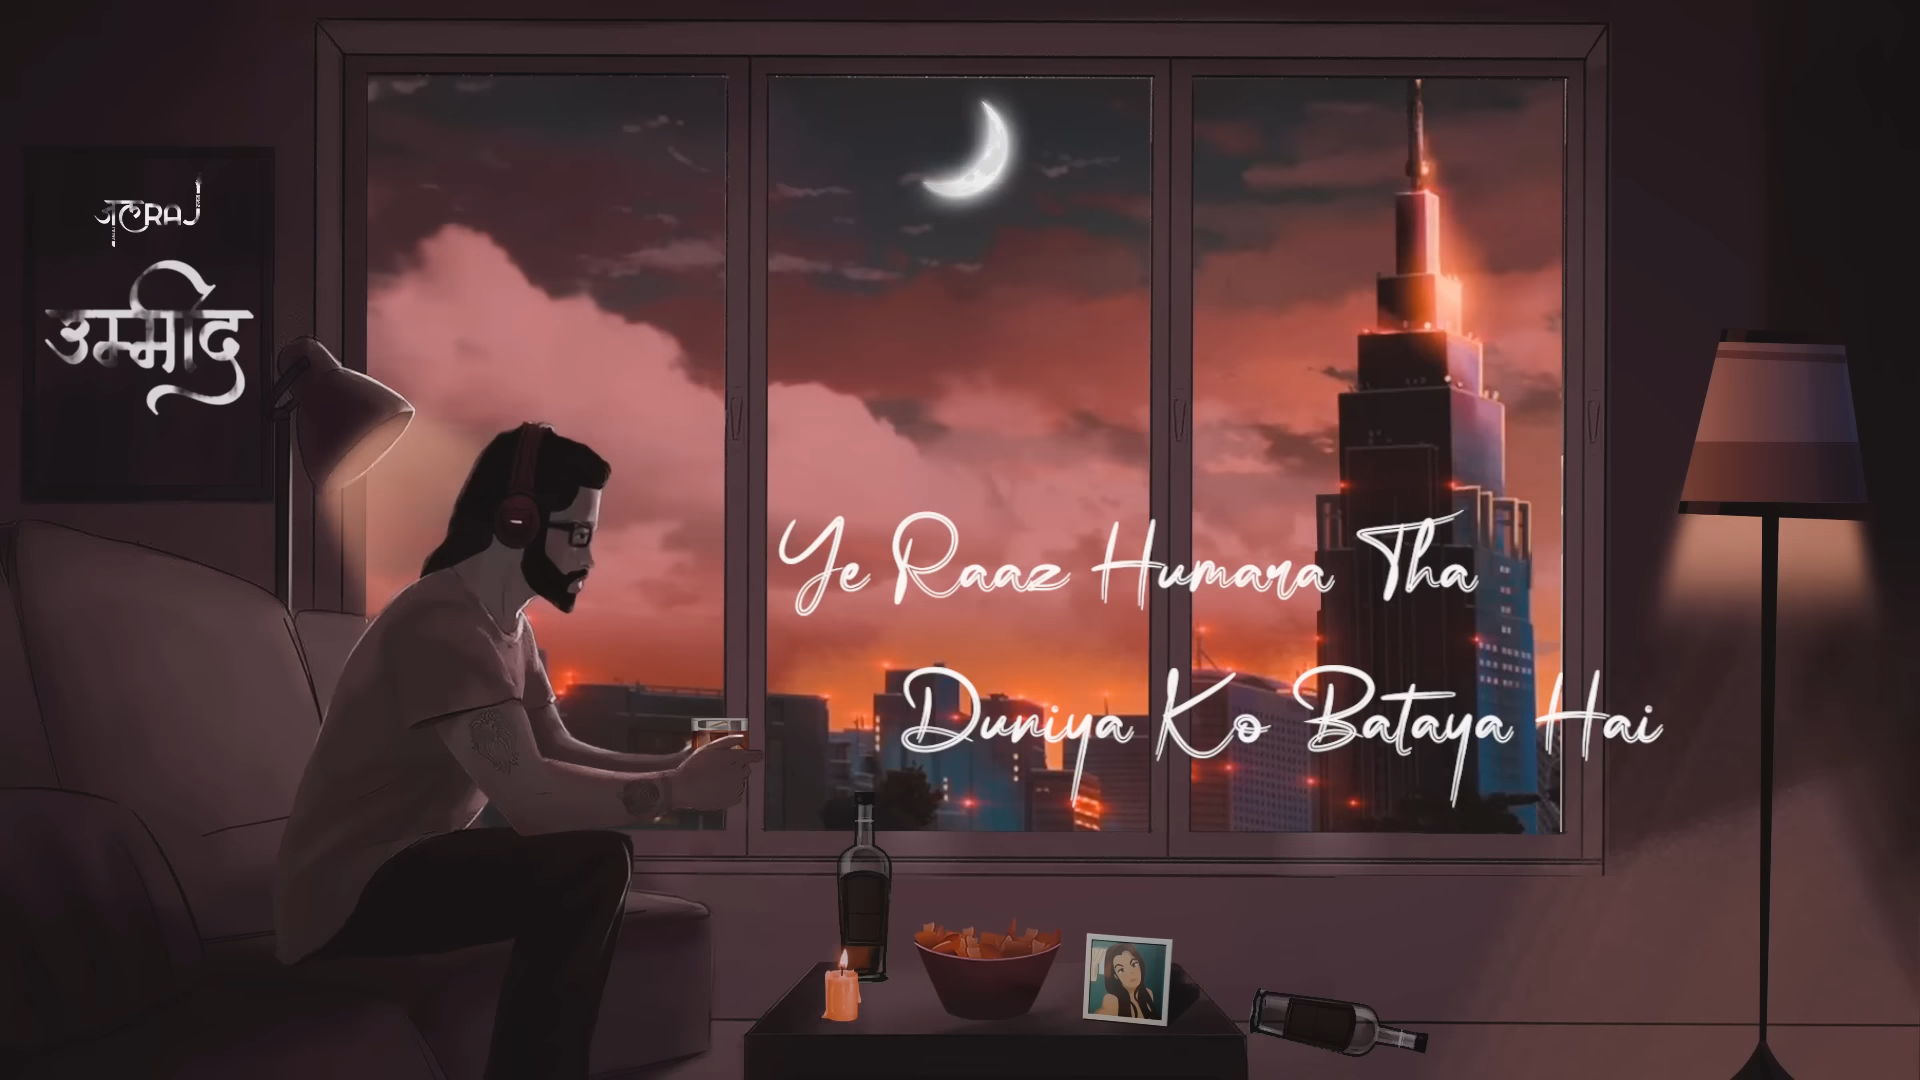 जलRAJ
उम्मीद
Ye Raaz Humara Tha
Duniya Ko Bataya Hai